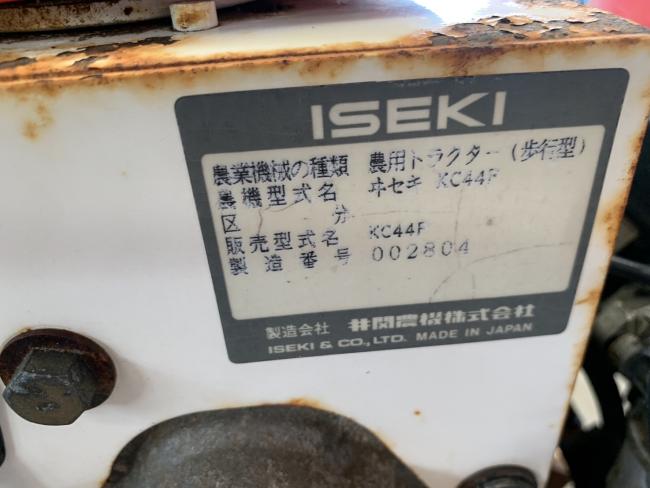 ISEKI
農業機械の種類 農用トラクター(歩行型)
農機型式名 ヰセキ KC44F
区分
販売型式名 KC44F
製造番号 002804
製造会社 井関農機株式会社
ISEKI & CO., LTD. MADE IN JAPAN